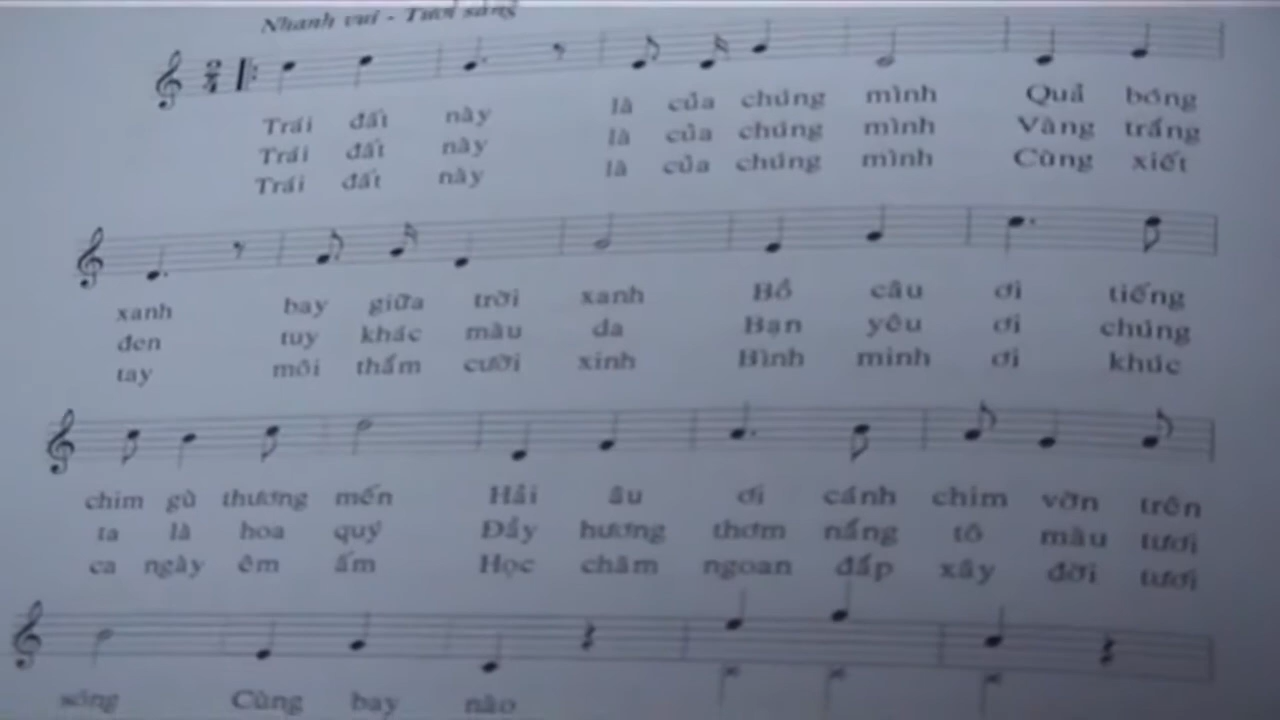 Nhanh vui - Tươi sáng
Trái đất này là của chúng mình Quả bóng
Trái đất này là của chúng mình Vàng trắng
Trái đất này là của chúng mình Cùng xiết
xanh bay giữa trời xanh Bồ câu ơi tiếng
đen tuy khác màu da Bạn yêu ơi chúng
tay môi thắm cười xinh Bình minh ơi khúc
chim gù thương mến Hải âu ơi cánh chim vờn trên
ta là hoa quý Đầy hương thơm nắng tô màu tươi
ca ngày êm ấm Học chăm ngoan đắp xây đời tươi
sóng Cùng bay nào